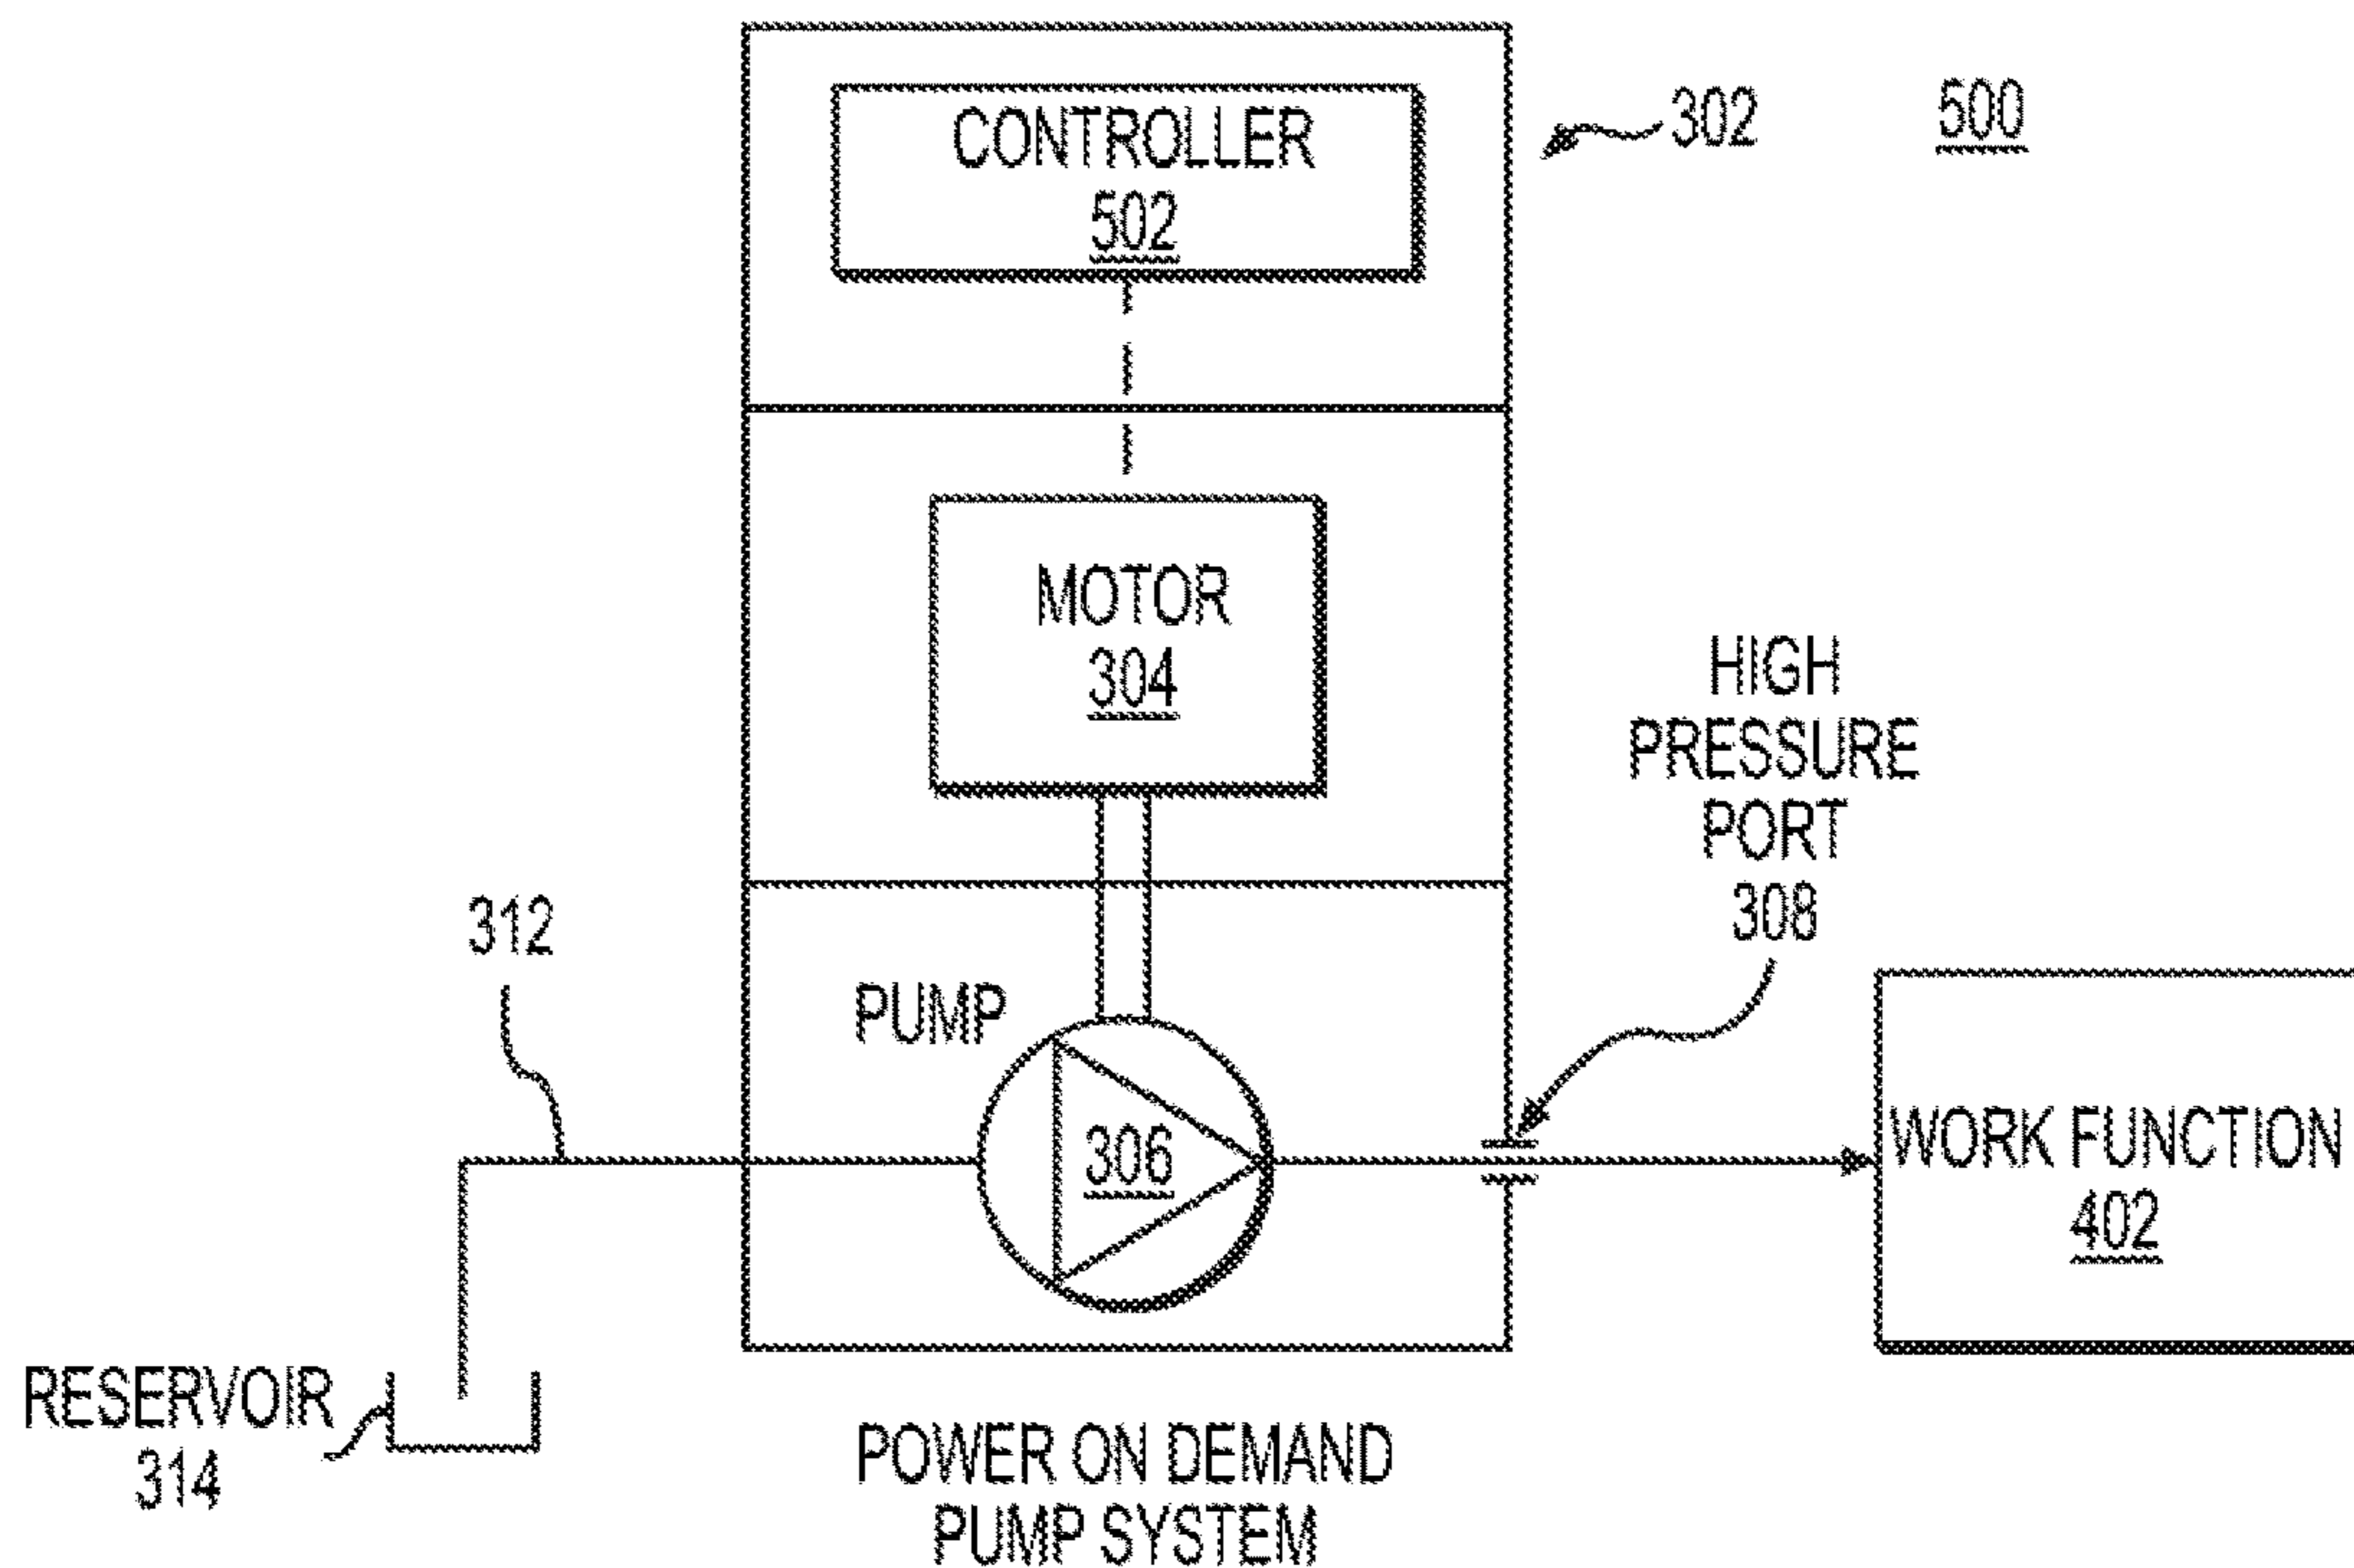 CONTROLLER
502
302
500
MOTOR
304
HIGH
PRESSURE
PORT
308
312
PUMP
306
WORK FUNCTION
402
RESERVOIR
314
POWER ON DEMAND
PUMP SYSTEM